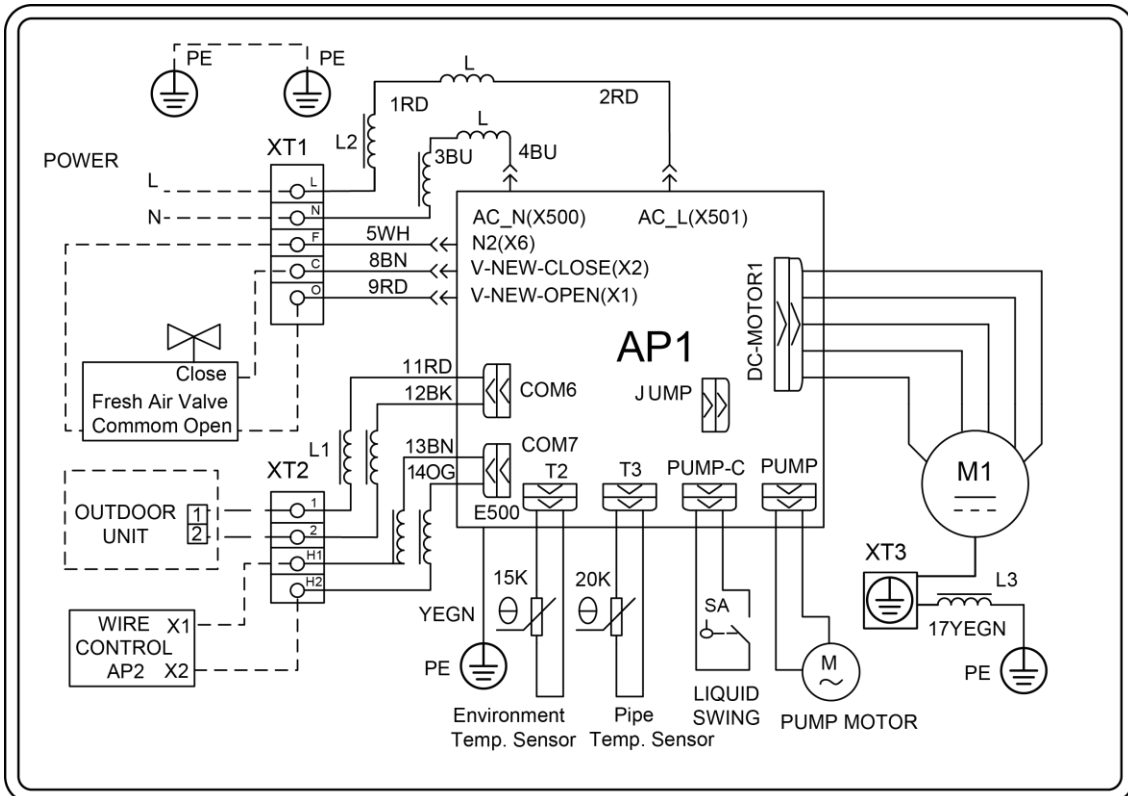 PE
PE
L
1RD
2RD
L2
L
3BU
4BU
XT1
POWER
L
N
L
N
F
C
O
5WH
8BN
9RD
AC_N(X500)
AC_L(X501)
N2(X6)
V-NEW-CLOSE(X2)
V-NEW-OPEN(X1)
DC-MOTOR1
AP1
JUMP
Close
Fresh Air Valve
Commom Open
11RD
12BK
COM6
13BN
14OG
COM7
L1
XT2
1
2
H1
H2
OUTDOOR
UNIT
1
2
WIRE X1
CONTROL
AP2 X2
E500
T2
T3
PUMP-C
PUMP
M1
XT3
L3
17YEGN
PE
YEGN
PE
15K
20K
SA
M
Environment
Temp. Sensor
Pipe
Temp. Sensor
LIQUID
SWING
PUMP MOTOR